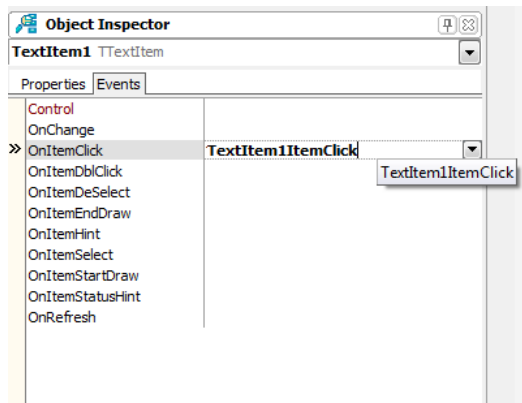 Object Inspector
TextItem1 TTextItem
Properties Events
Control
OnChange
OnItemClick TextItem1ItemClick
OnItemDblClick TextItem1ItemClick
OnItemDeSelect
OnItemEndDraw
OnItemHint
OnItemSelect
OnItemStartDraw
OnItemStatusHint
OnRefresh